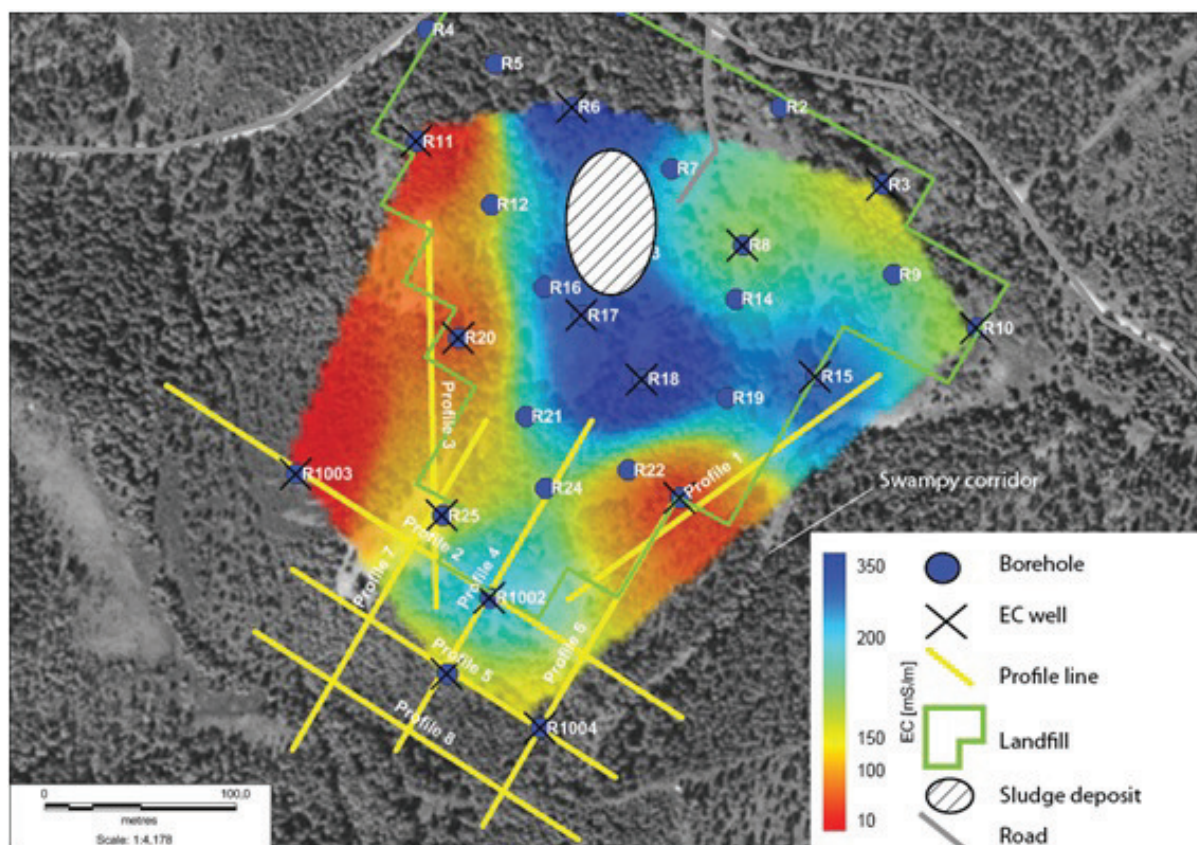 R4
R5
R6
R2
R11
R7
R3
R12
R8
3
R9
R16
R14
R17
R10
R20
R18
R15
R19
Profile 3
R21
R22
Profile 1
R1003
R24
Swampy corridor
R25
Profile 2
Profile 4
Profile 7
R1002
Profile 6
Profile 5
Profile 8
R1004
350
200
150
100
10
EC [mS/m]
Borehole
EC well
Profile line
Landfill
Sludge deposit
Road
0 100,0
metres
Scale: 1:4.178